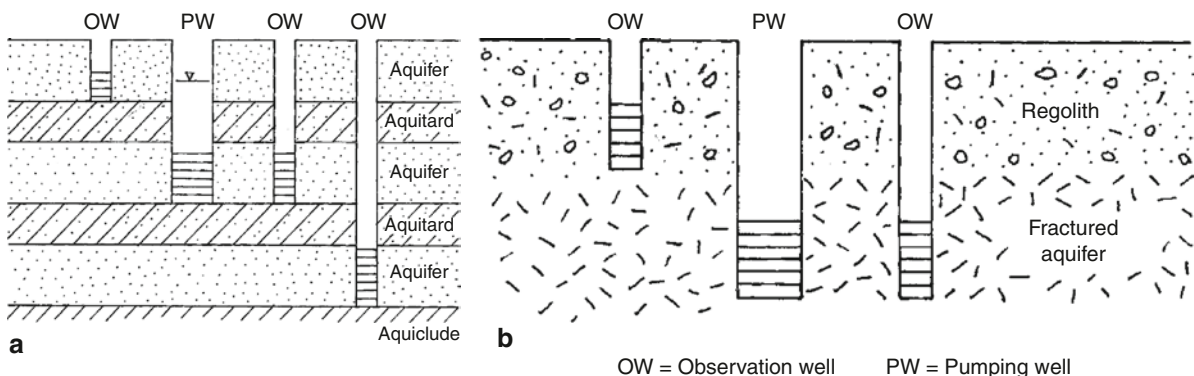 OW PW OW OW
Aquifer
Aquitard
Aquifer
Aquitard
Aquifer
Aquiclude
a
OW PW OW
Regolith
Fractured
aquifer
b
OW = Observation well PW = Pumping well